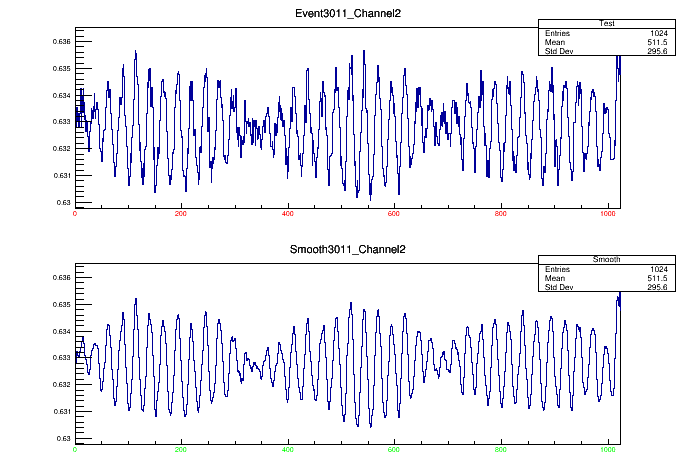 Event3011_Channel2
Test
Entries 1024
Mean 511.5
Std Dev 295.6
0.636
0.635
0.634
0.633
0.632
0.631
0.63
0 200 400 600 800 1000
Smooth3011_Channel2
Smooth
Entries 1024
Mean 511.5
Std Dev 295.6
0.636
0.635
0.634
0.633
0.632
0.631
0.63
0 200 400 600 800 1000